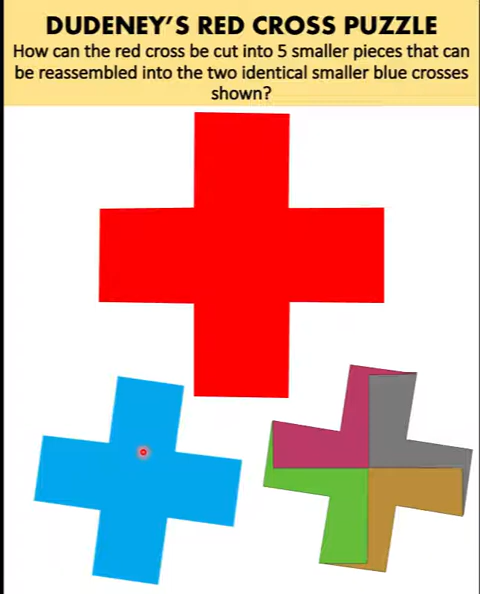 DUDENEY’S RED CROSS PUZZLE
How can the red cross be cut into 5 smaller pieces that can
be reassembled into the two identical smaller blue crosses
shown?